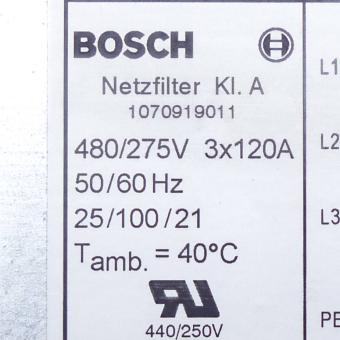 BOSCH
Netzfilter Kl. A
1070919011
480/275V 3x120A
50/60 Hz
25/100/21
Tamb. = 40°C
440/250V
L1
L2
L3
PE